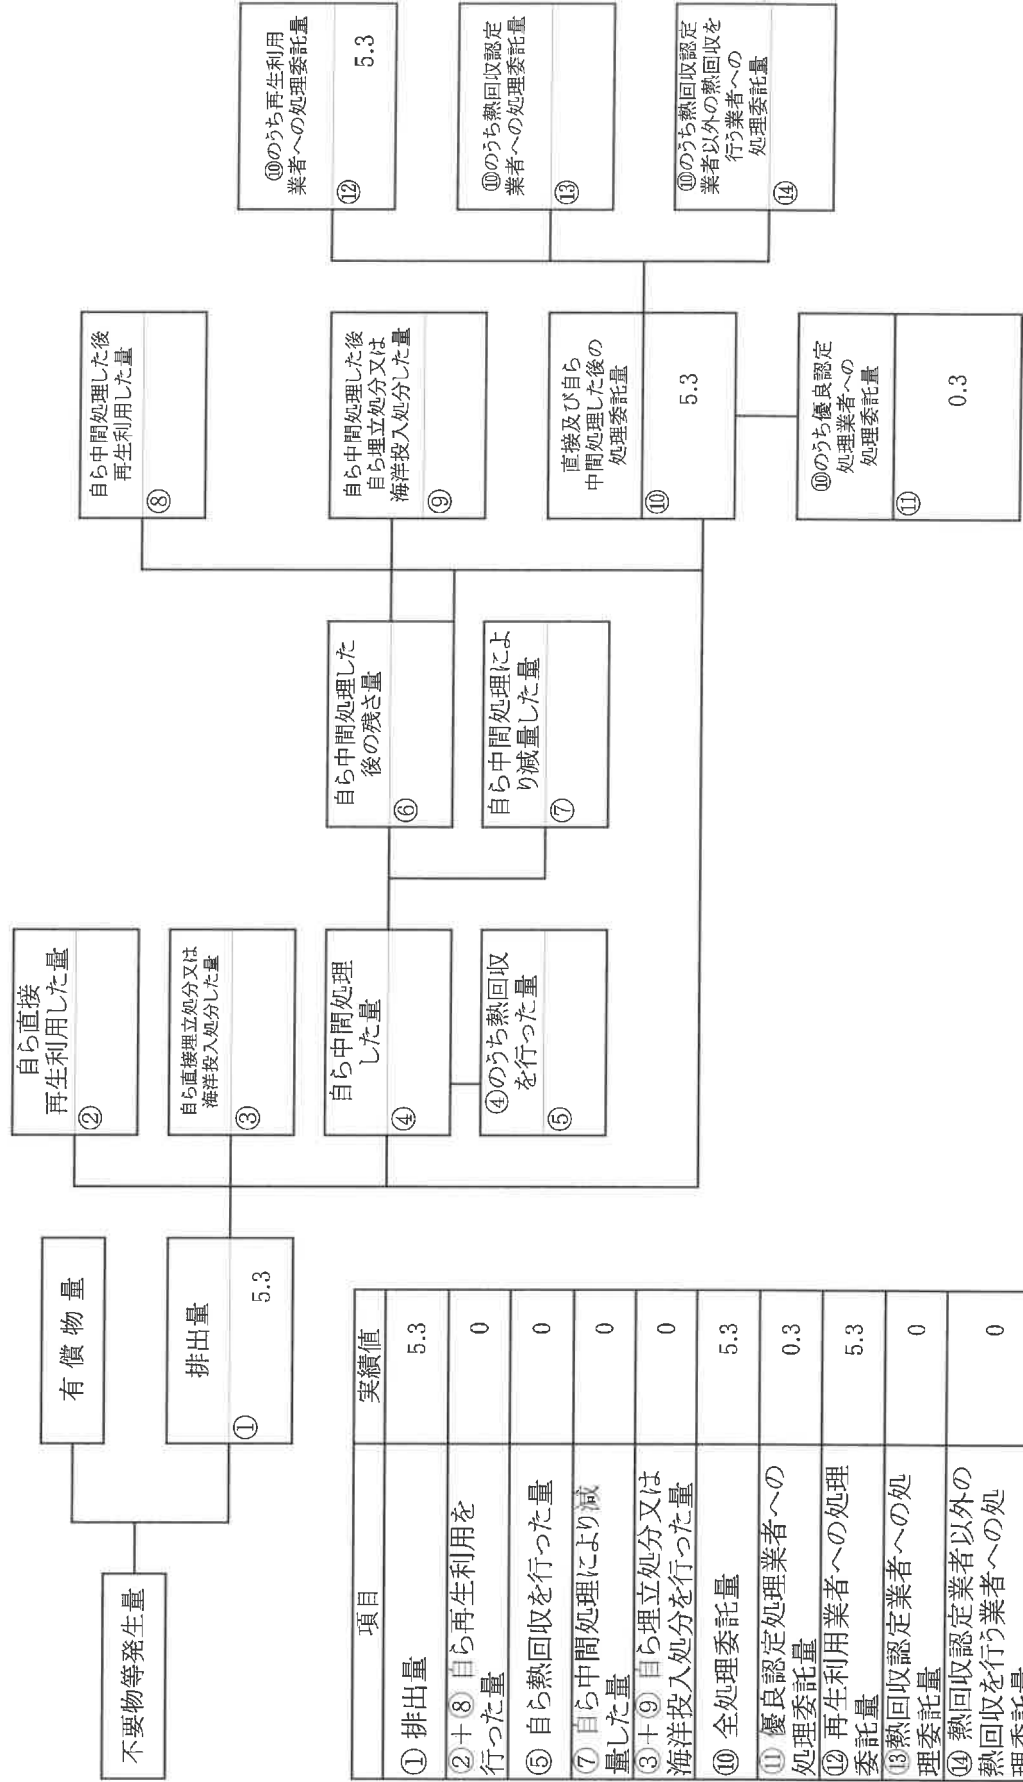 不要物等発生量
有償物量
排出量
①
5.3
自ら直接
再生利用した量
②
自ら直接埋立処分又は
海洋投入処分した量
③
自ら中間処理
した量
④
④のうち熱回収
を行った量
⑤
自ら中間処理した
後の残さ量
⑥
自ら中間処理によ
り減量した量
⑦
自ら中間処理した後
再生利用した量
⑧
自ら中間処理した後
自ら埋立処分又は
海洋投入処分した量
⑨
直接及び自ら
中間処理した後の
処理委託量
⑩
5.3
⑩のうち優良認定
処理業者への
処理委託量
⑪
0.3
⑩のうち再生利用
業者への処理委託量
⑫
5.3
⑩のうち熱回収認定
業者への処理委託量
⑬
⑩のうち熱回収認定
業者以外の熱回収を
行う業者への
処理委託量
⑭
項目 実績値
①排出量 5.3
②+⑧自ら再生利用を
行った量 0
⑤自ら熱回収を行った量 0
⑦自ら中間処理により減
量した量 0
③+⑨自ら埋立処分又は
海洋投入処分を行った量 0
⑩全処理委託量 5.3
⑪優良認定処理業者への
処理委託量 0.3
⑫再生利用業者への処理
委託量 5.3
⑬熱回収認定業者への処
理委託量 0
⑭熱回収認定業者以外の
熱回収を行う業者への処
理委託量 0